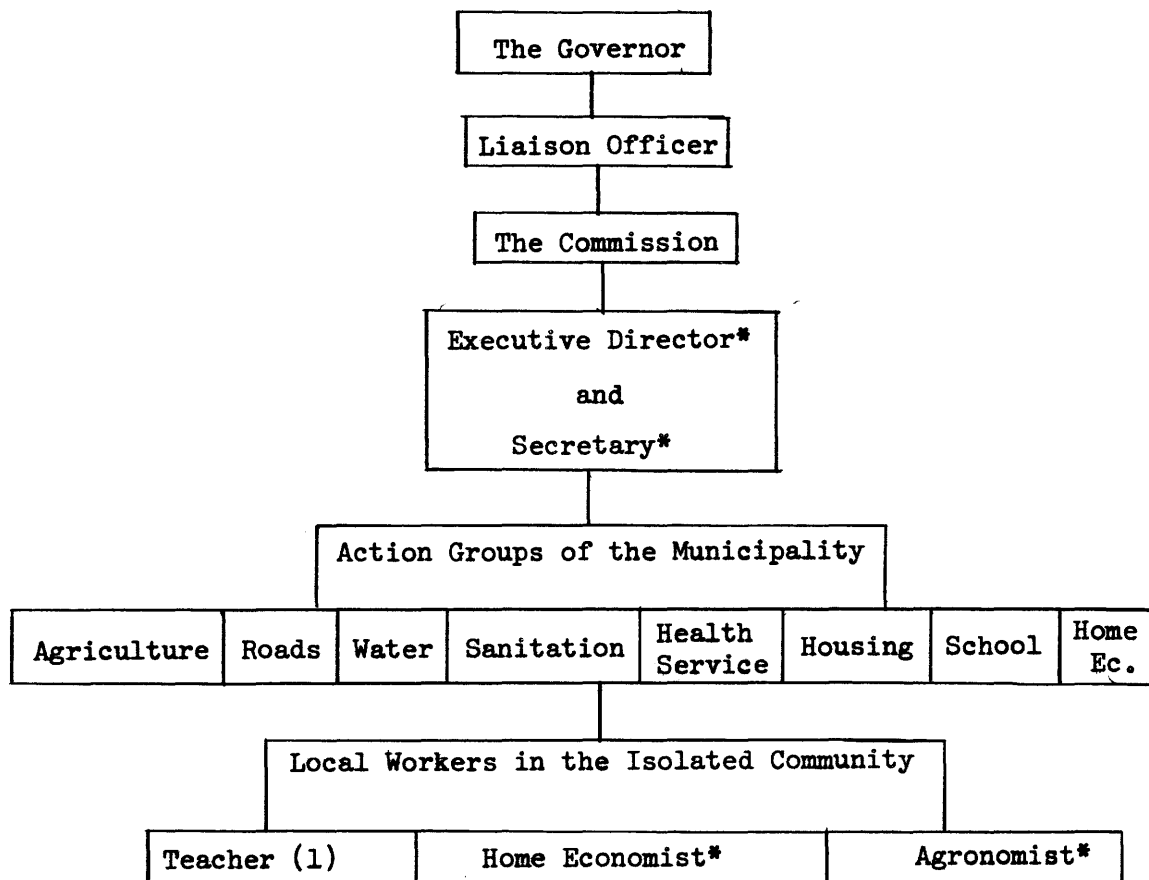 The Governor
Liaison Officer
The Commission
Executive Director*
and
Secretary*
Action Groups of the Municipality
Agriculture
Roads
Water
Sanitation
Health
Service
Housing
School
Home
Ec.
Local Workers in the Isolated Community
Teacher (1)
Home Economist*
Agronomist*